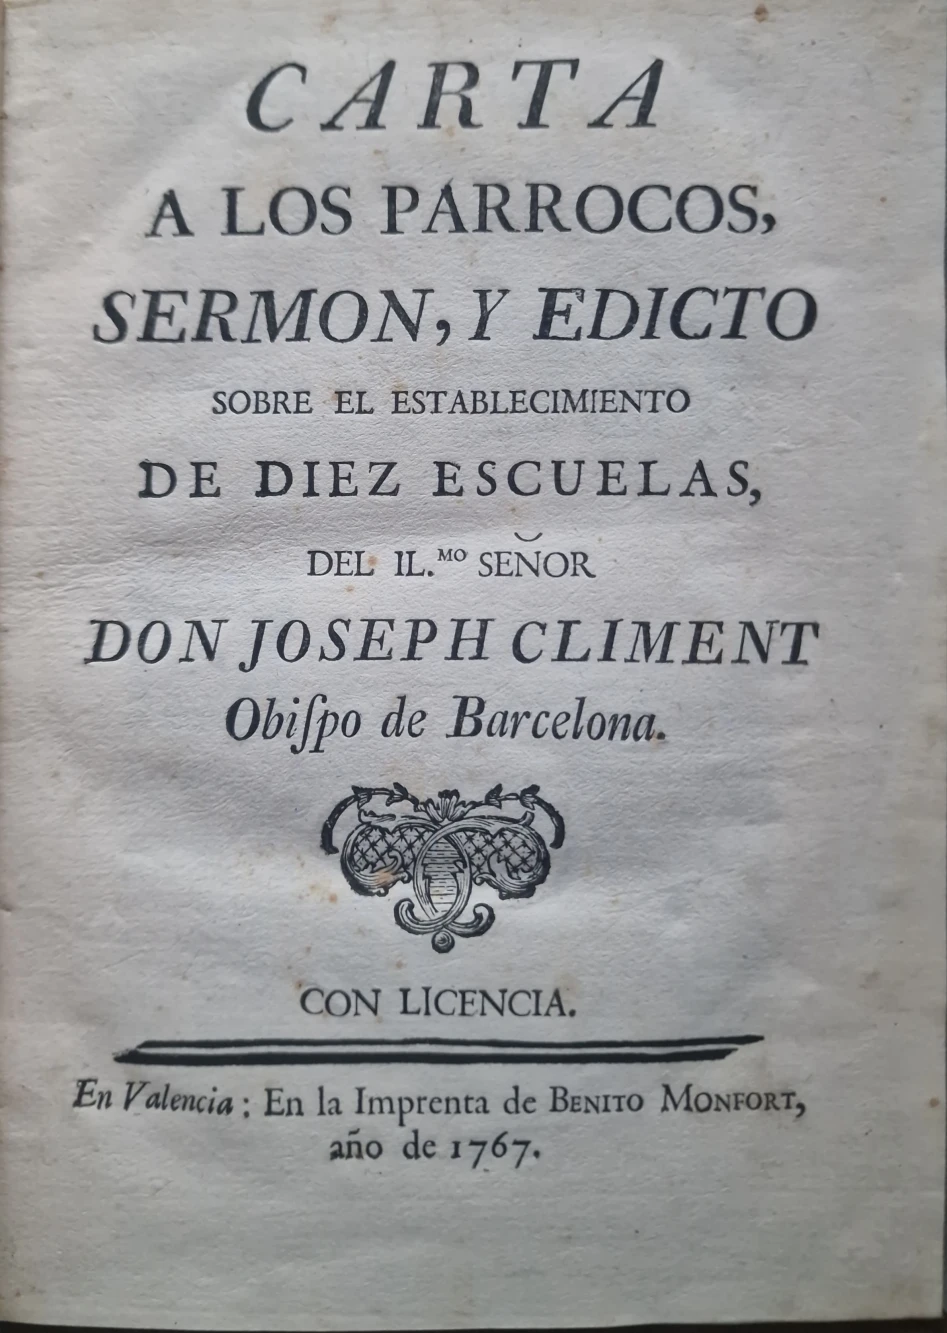 CARTA
A LOS PARROCOS,
SERMON, Y EDICTO
SOBRE EL ESTABLECIMIENTO
DE DIEZ ESCUELAS,
DEL IL.ᴹᴼ SEÑOR
DON JOSEPH CLIMENT
Obiſpo de Barcelona.
CON LICENCIA.
En Valencia: En la Imprenta de BENITO MONFORT,
año de 1767.